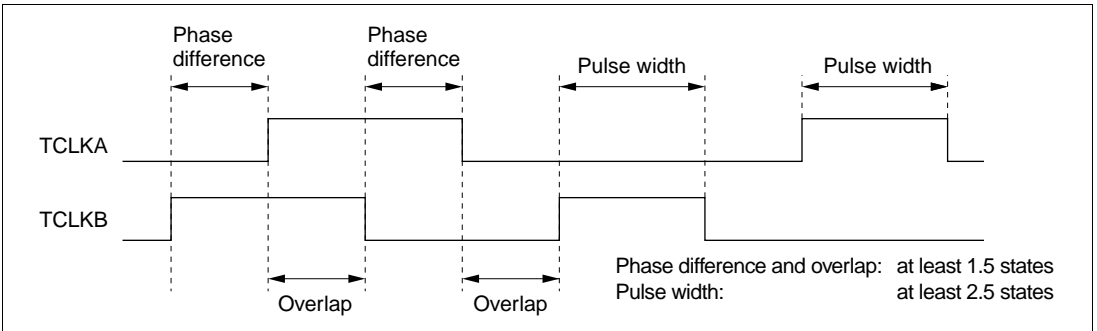 Phase
difference
Phase
difference
Pulse width
Pulse width
TCLKA
TCLKB
Overlap
Overlap
Phase difference and overlap: at least 1.5 states
Pulse width: at least 2.5 states